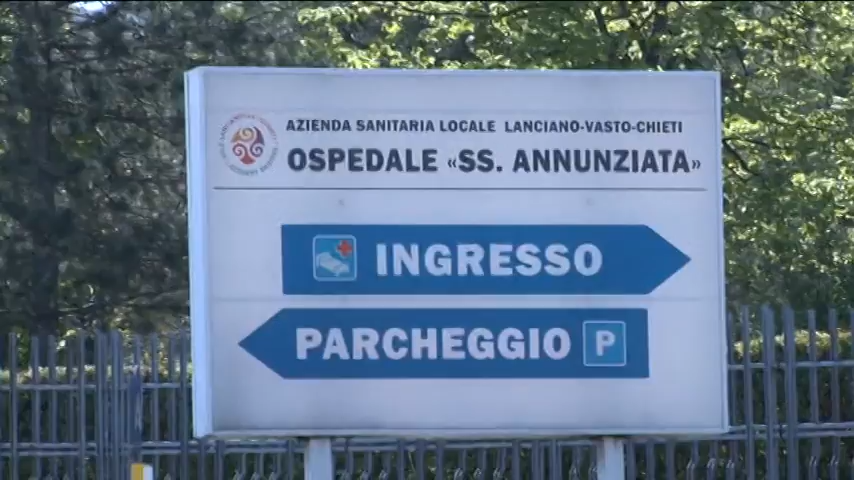 AZIENDA SANITARIA LOCALE LANCIANO-VASTO-CHIETI
OSPEDALE «SS. ANNUNZIATA»
INGRESSO
PARCHEGGIO P